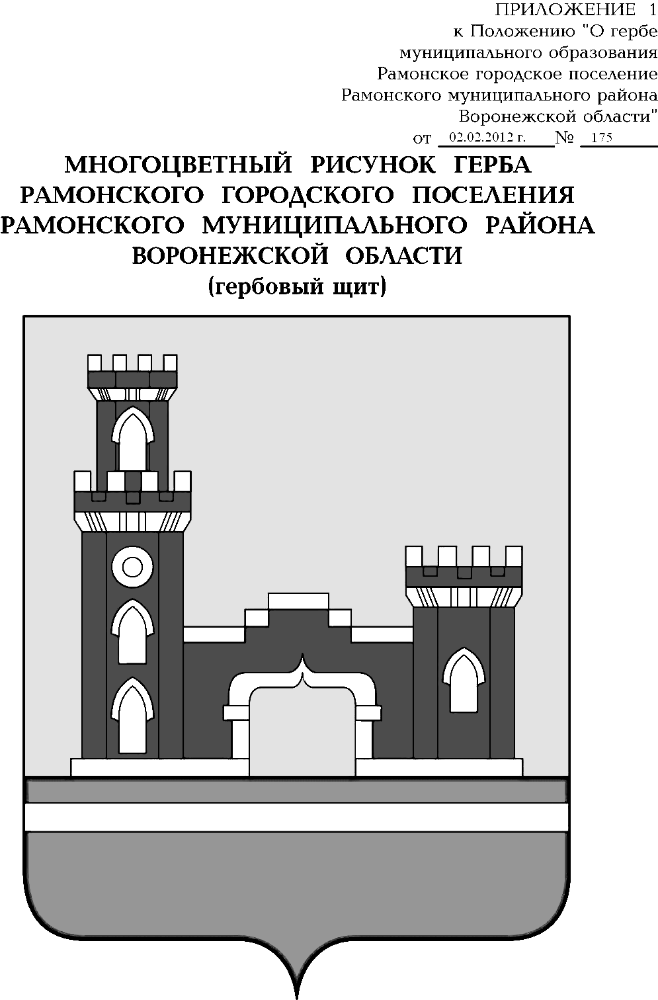 ПРИЛОЖЕНИЕ 1
к Положению "О гербе
муниципального образования
Рамонское городское поселение
Рамонского муниципального района
Воронежской области"
от 02.02.2012 г. № 175
МНОГОЦВЕТНЫЙ РИСУНОК ГЕРБА
РАМОНСКОГО ГОРОДСКОГО ПОСЕЛЕНИЯ
РАМОНСКОГО МУНИЦИПАЛЬНОГО РАЙОНА
ВОРОНЕЖСКОЙ ОБЛАСТИ
(гербовый щит)